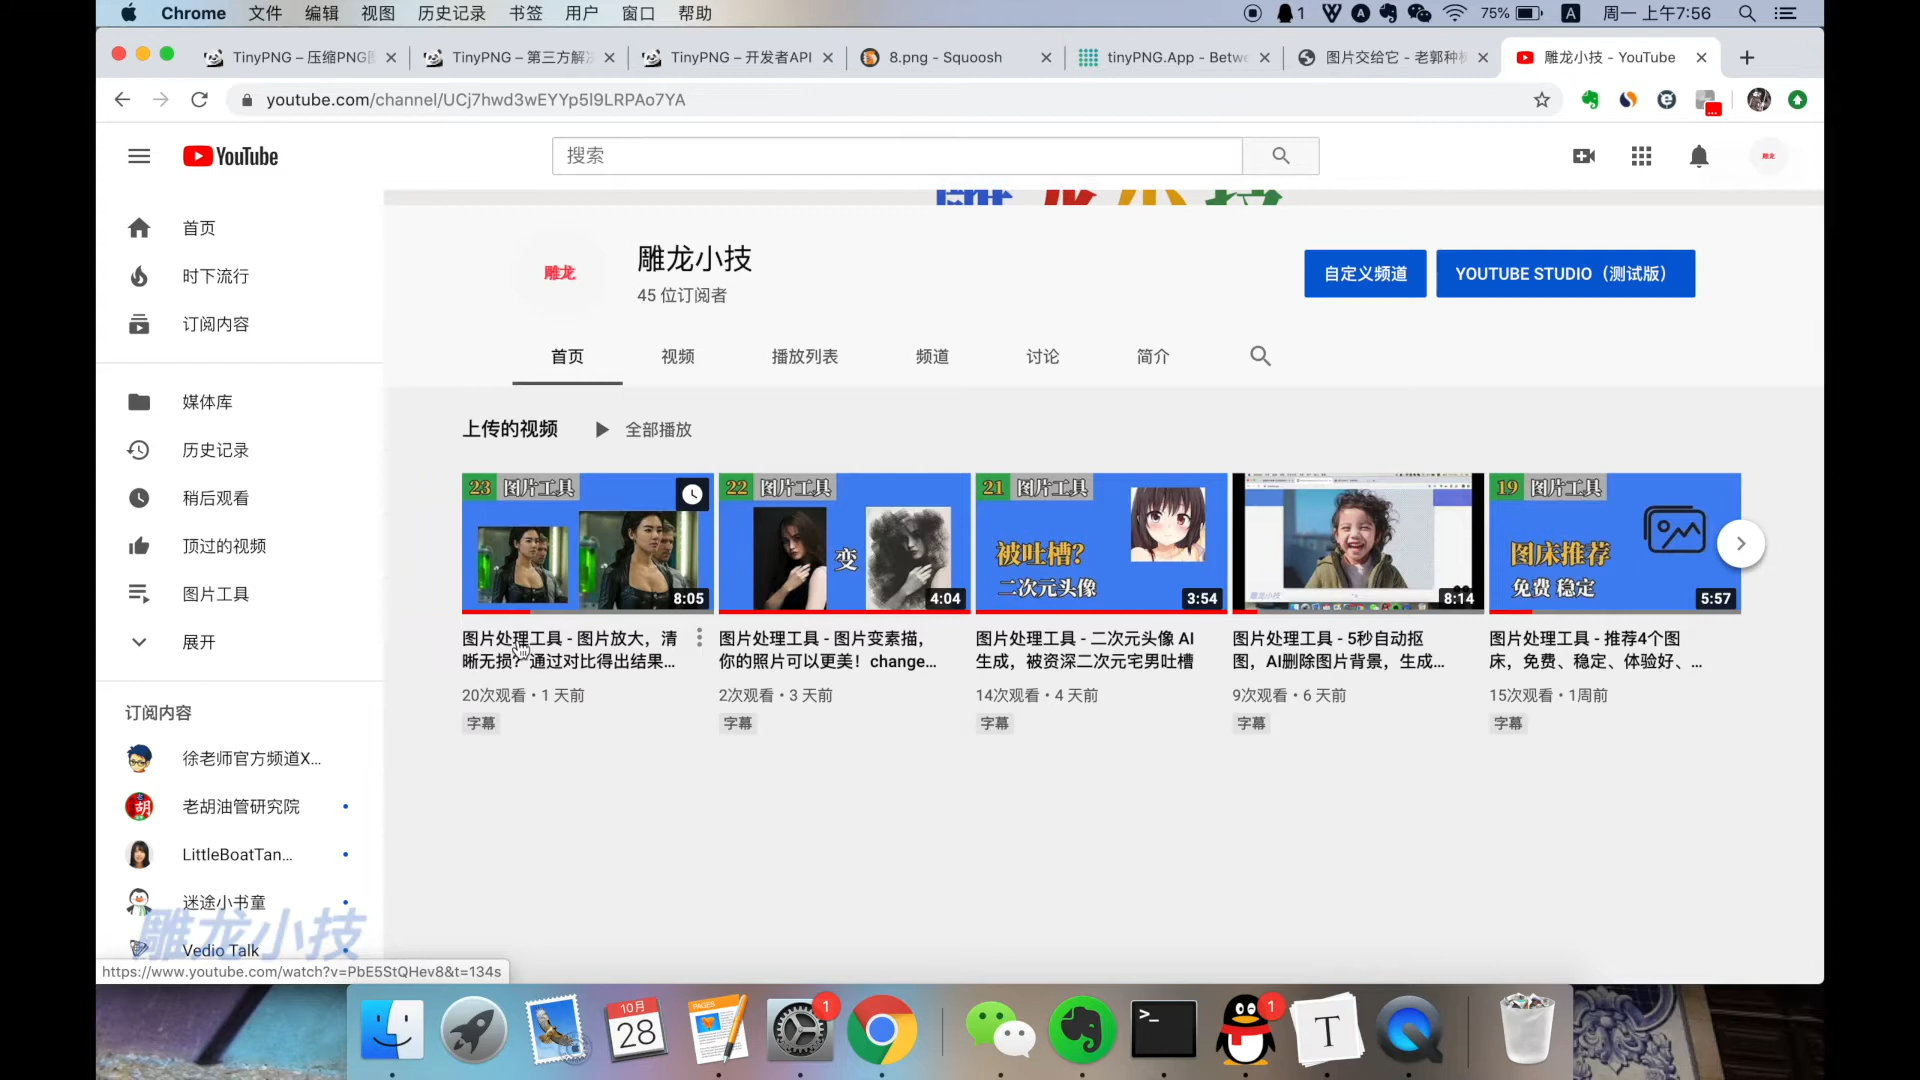 Chrome 文件 编辑 视图 历史记录 书签 用户 窗口 帮助 1 75% A 周一 上午7:56
TinyPNG – 压缩PNG TinyPNG – 第三方解 TinyPNG – 开发者API 8.png - Squoosh tinyPNG.App - Betwe 图片交给它 - 老郭种 雕龙小技 - YouTube
youtube.com/channel/UCj7hwd3wEYYp5l9LRPAo7YA
YouTube 搜索 雕龙
雕龙小技
首页
时下流行
订阅内容
媒体库
历史记录
稍后观看
顶过的视频
图片工具
展开
订阅内容
徐老师官方频道X...
老胡油管研究院
LittleBoatTan...
迷途小书童
Vedio Talk
雕龙小技
https://www.youtube.com/watch?v=PbE5StQHev8&t=134s
雕龙
雕龙小技
45 位订阅者
自定义频道 YOUTUBE STUDIO（测试版）
首页 视频 播放列表 频道 讨论 简介
上传的视频 全部播放
23 图片工具
8:05
图片处理工具 - 图片放大，清
晰无损？通过对比得出结果...
20次观看 • 1 天前
字幕
22 图片工具
变
4:04
图片处理工具 - 图片变素描，
你的照片可以更美！change...
2次观看 • 3 天前
字幕
21 图片工具
被吐槽?
二次元头像
3:54
图片处理工具 - 二次元头像 AI
生成，被资深二次元宅男吐槽
14次观看 • 4 天前
字幕
8:14
图片处理工具 - 5秒自动抠
图，AI删除图片背景，生成...
9次观看 • 6 天前
字幕
19 图片工具
图床推荐
免费 稳定
5:57
图片处理工具 - 推荐4个图
床，免费、稳定、体验好、...
15次观看 • 1周前
字幕
10月
28
PAGES
1
>_
1
T